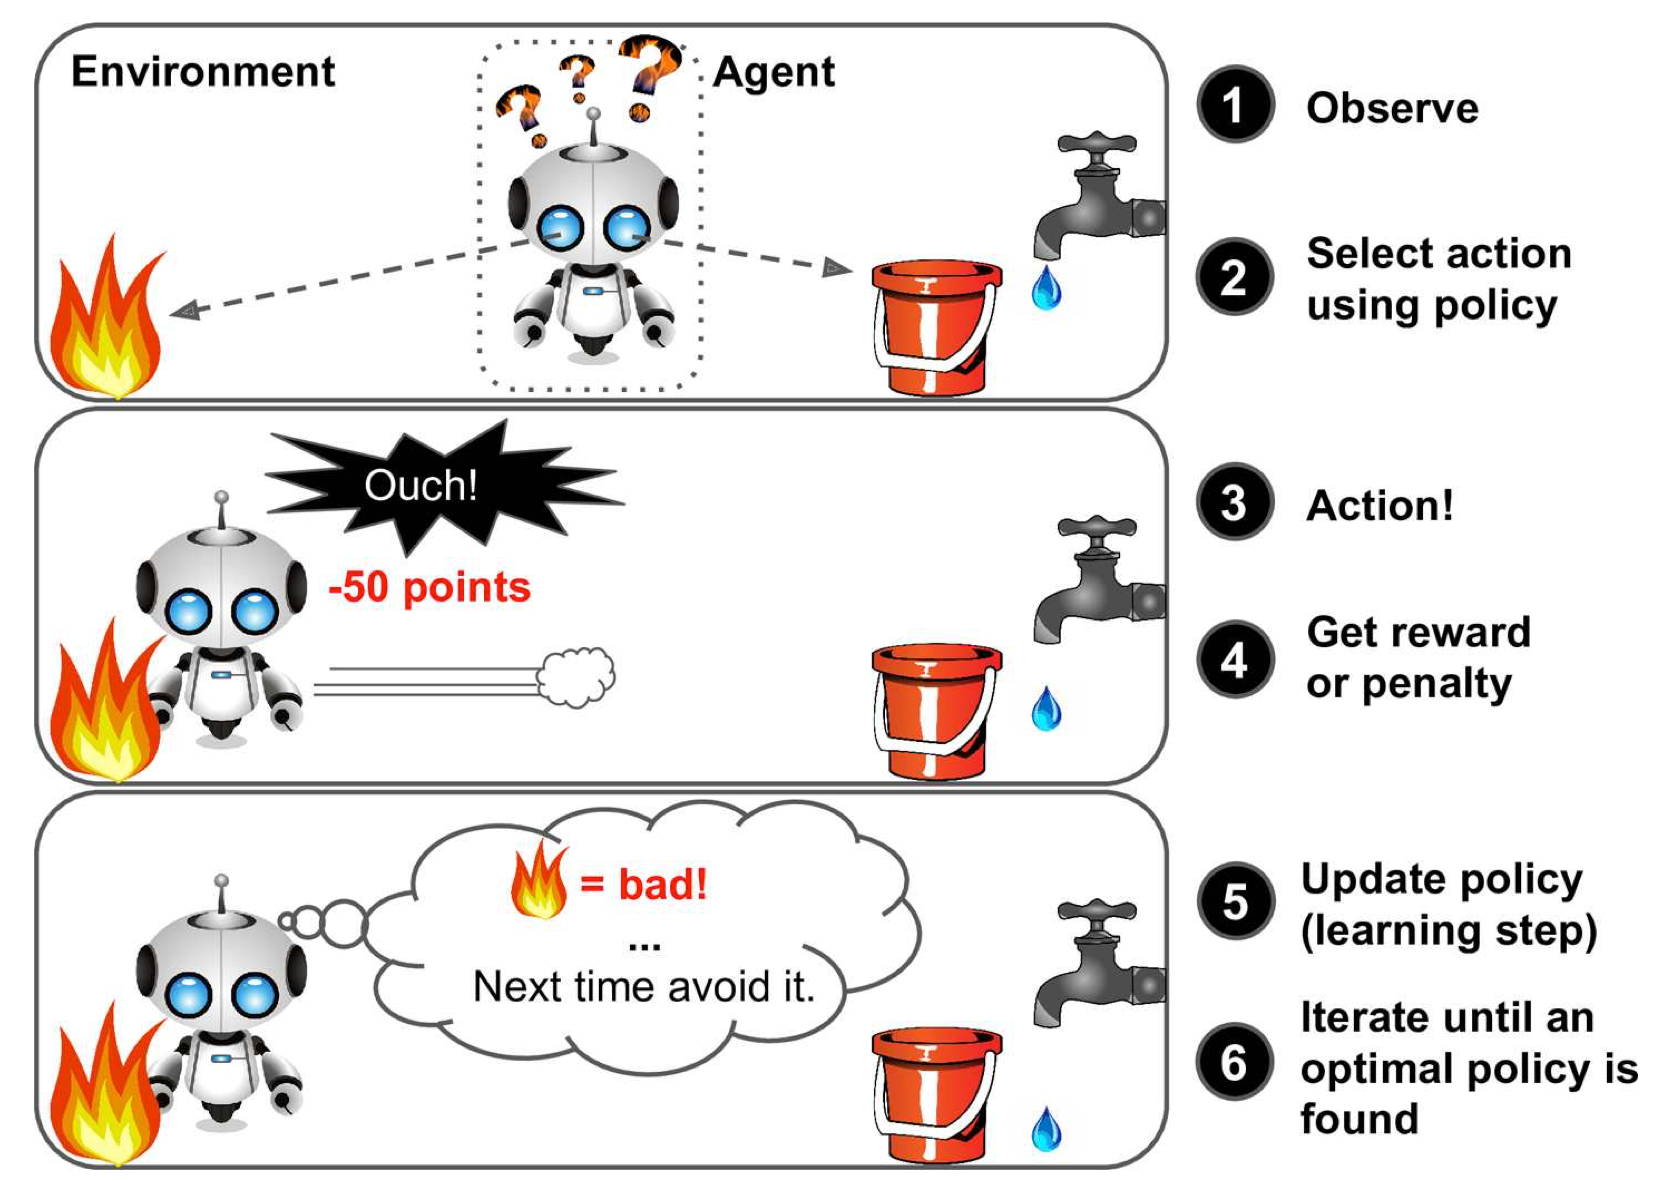 Environment
Agent
? ? ?
1 Observe
2 Select action
using policy
Ouch!
-50 points
3 Action!
4 Get reward
or penalty
= bad!
...
Next time avoid it.
5 Update policy
(learning step)
6 Iterate until an
optimal policy is
found